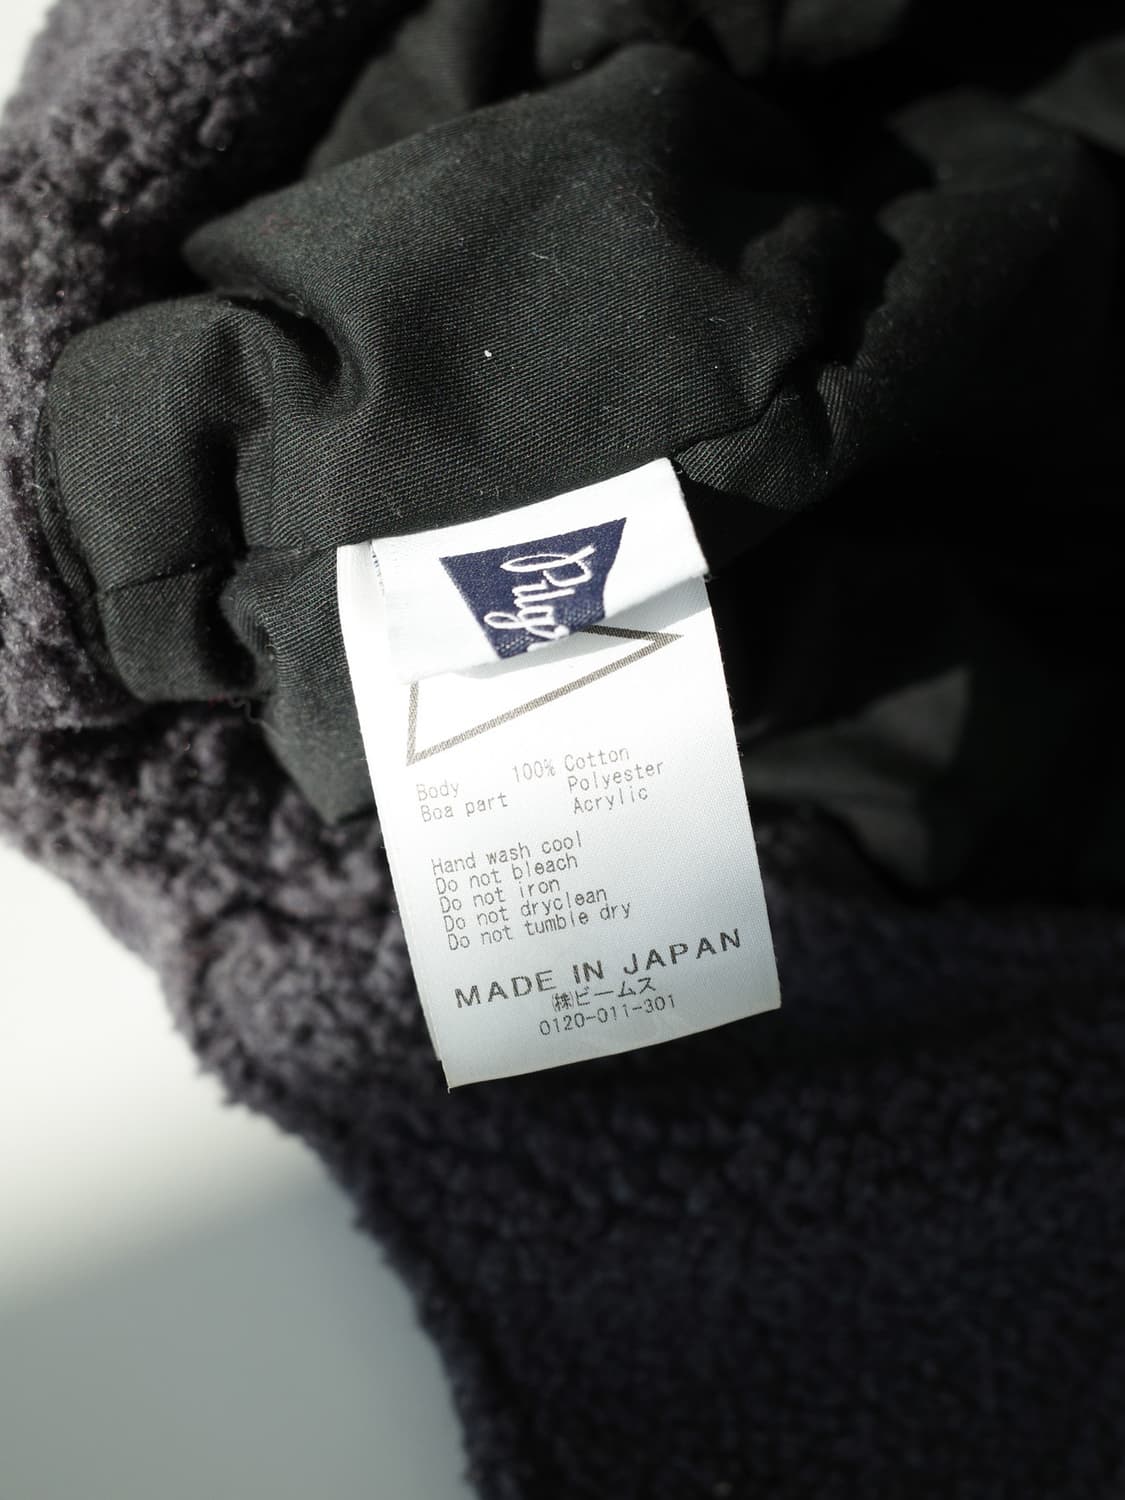 Body 100% Cotton
Boa part Polyester
Acrylic
Hand wash cool
Do not bleach
Do not iron
Do not dryclean
Do not tumble dry
MADE IN JAPAN
㈱ビームス
0120-011-301